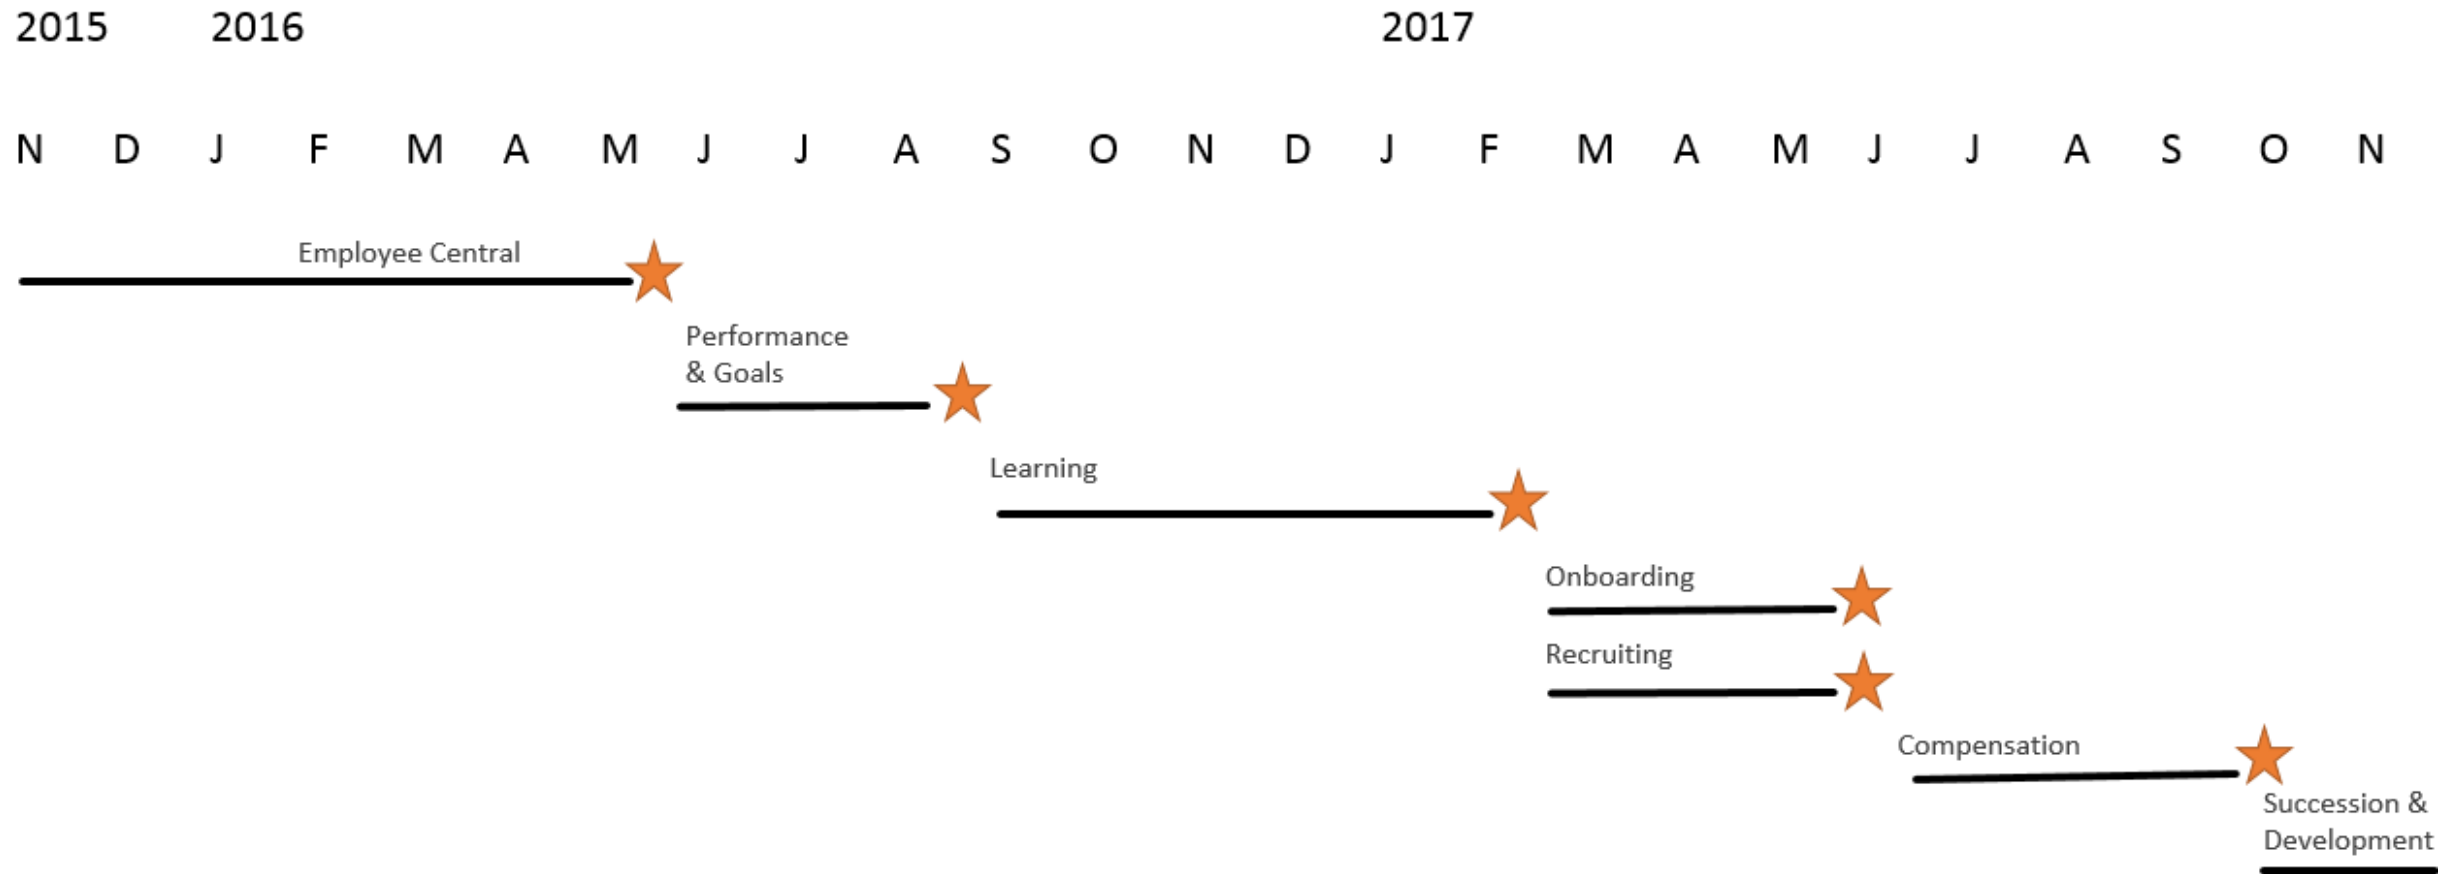 2015 2016 2017
N D J F M A M J J A S O N D J F M A M J J A S O N
Employee Central
Performance
& Goals
Learning
Onboarding
Recruiting
Compensation
Succession &
Development